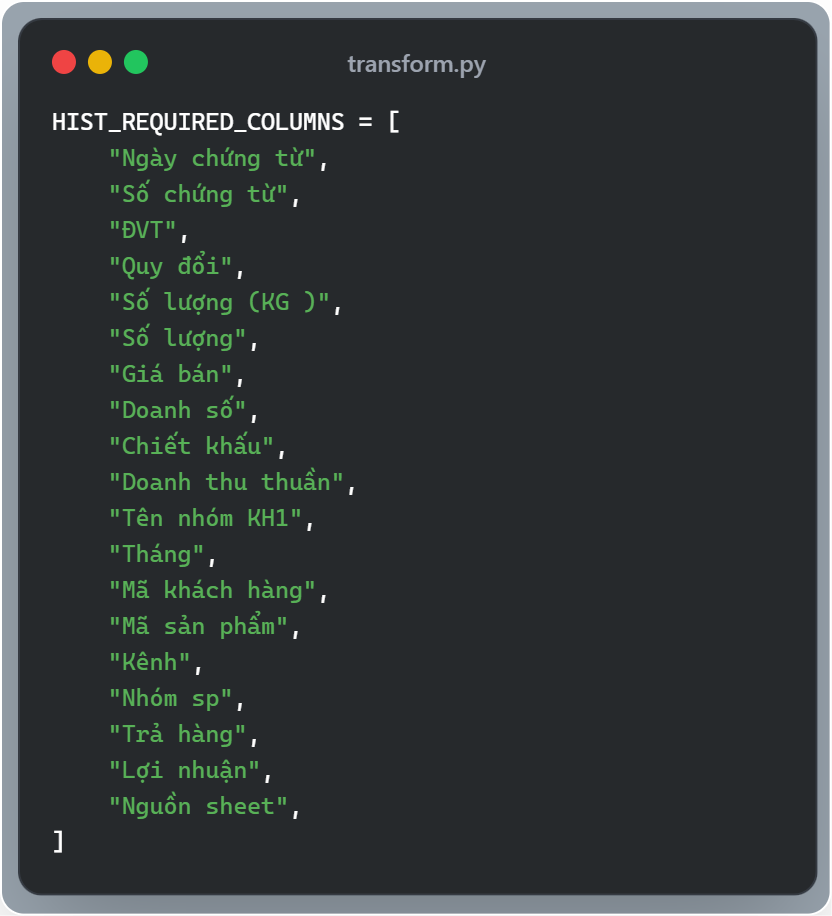 transform.py
HIST_REQUIRED_COLUMNS = [
    "Ngày chứng từ",
    "Số chứng từ",
    "ĐVT",
    "Quy đổi",
    "Số lượng (KG )",
    "Số lượng",
    "Giá bán",
    "Doanh số",
    "Chiết khấu",
    "Doanh thu thuần",
    "Tên nhóm KH1",
    "Tháng",
    "Mã khách hàng",
    "Mã sản phẩm",
    "Kênh",
    "Nhóm sp",
    "Trả hàng",
    "Lợi nhuận",
    "Nguồn sheet",
]